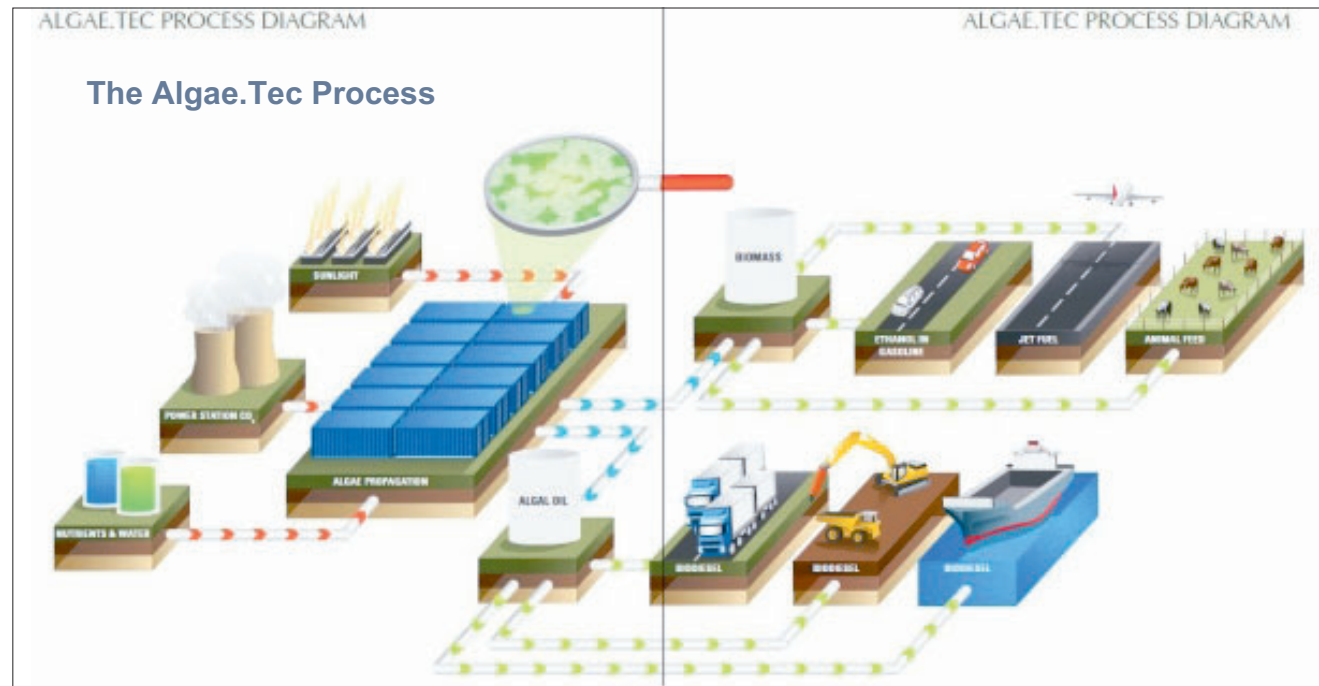 ALGAE.TEC PROCESS DIAGRAM
ALGAE.TEC PROCESS DIAGRAM
The Algae.Tec Process
SUNLIGHT
POWER STATION CO₂
NUTRIENTS & WATER
ALGAE PROPAGATION
BIOMASS
ETHANOL IN
GASOLINE
JET FUEL
ANIMAL FEED
ALGAL OIL
BIODIESEL
BIODIESEL
BIODIESEL